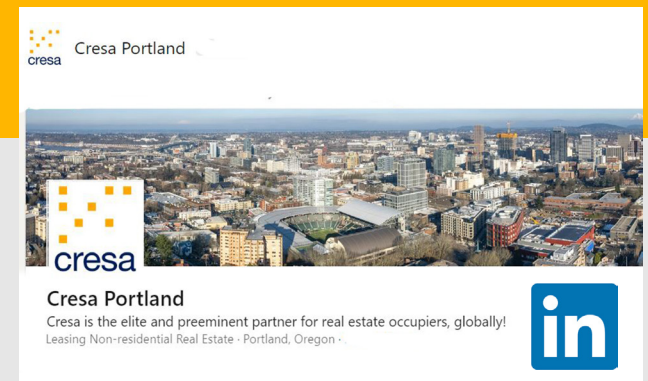 cresa
Cresa Portland
cresa
Cresa Portland
Cresa is the elite and preeminent partner for real estate occupiers, globally!
Leasing Non-residential Real Estate · Portland, Oregon ·
in